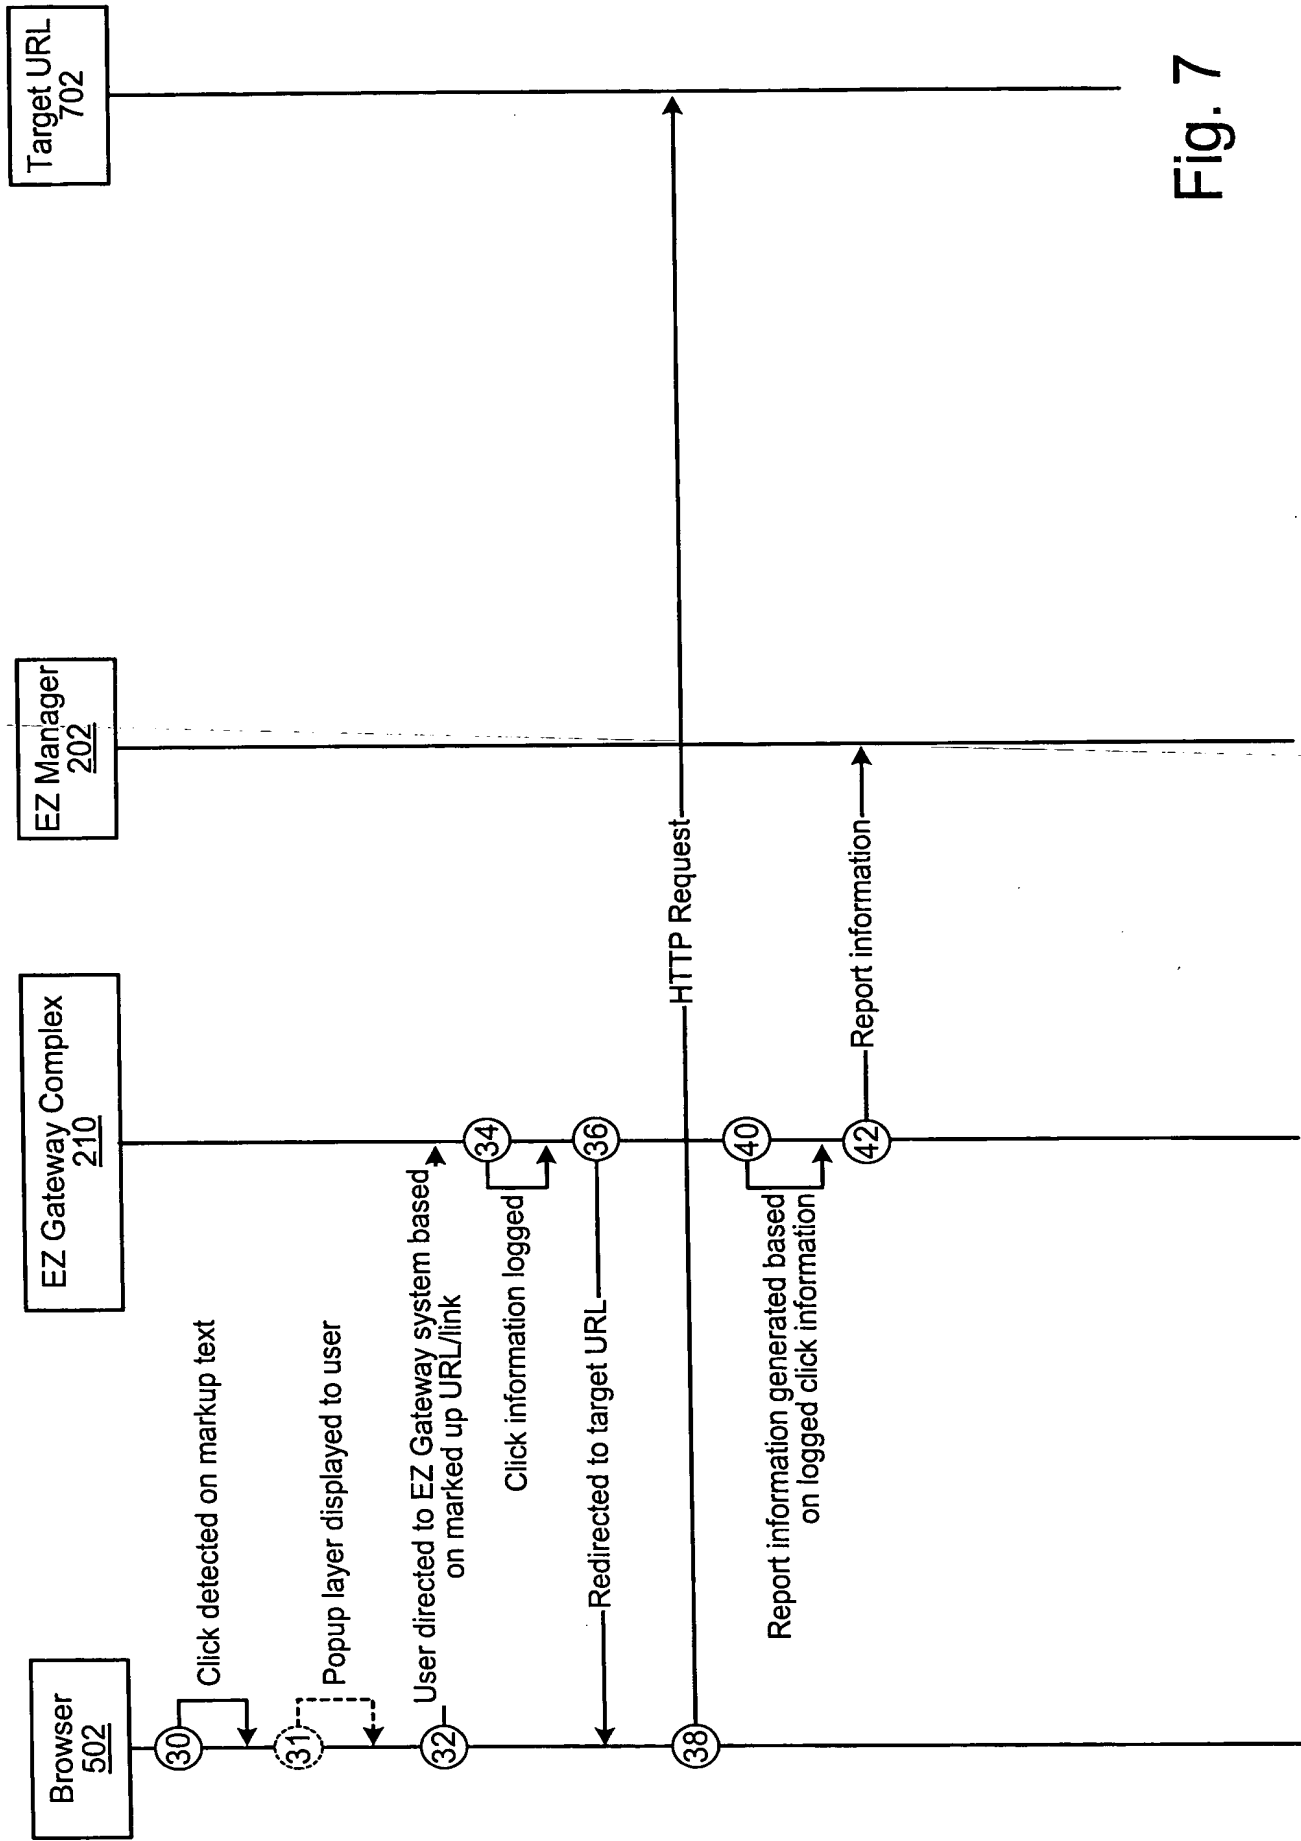 Browser
502
EZ Gateway Complex
210
EZ Manager
202
Target URL
702
30
Click detected on markup text
31
Popup layer displayed to user
32
User directed to EZ Gateway system based
on marked up URL/link
34
Click information logged
36
Redirected to target URL
38
HTTP Request
40
Report information generated based
on logged click information
42
Report information
Fig. 7